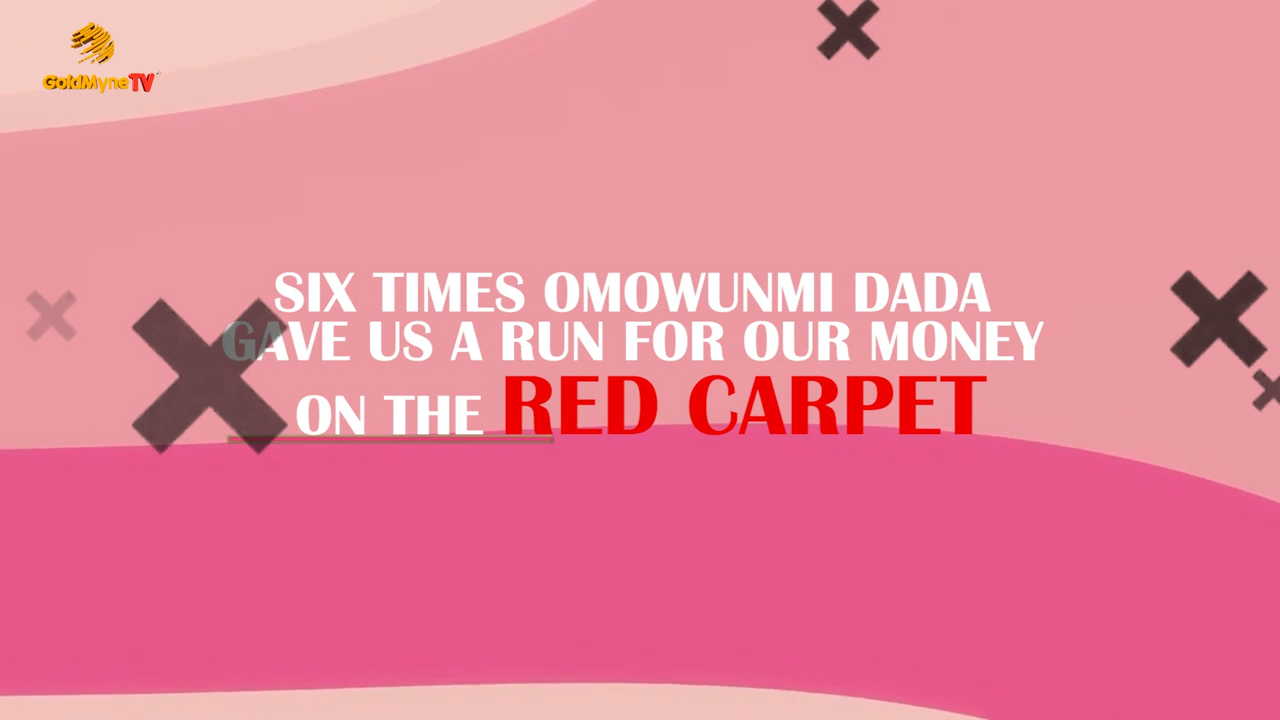 GoldMyneTV
SIX TIMES OMOWUNMI DADA
GAVE US A RUN FOR OUR MONEY
ON THE RED CARPET